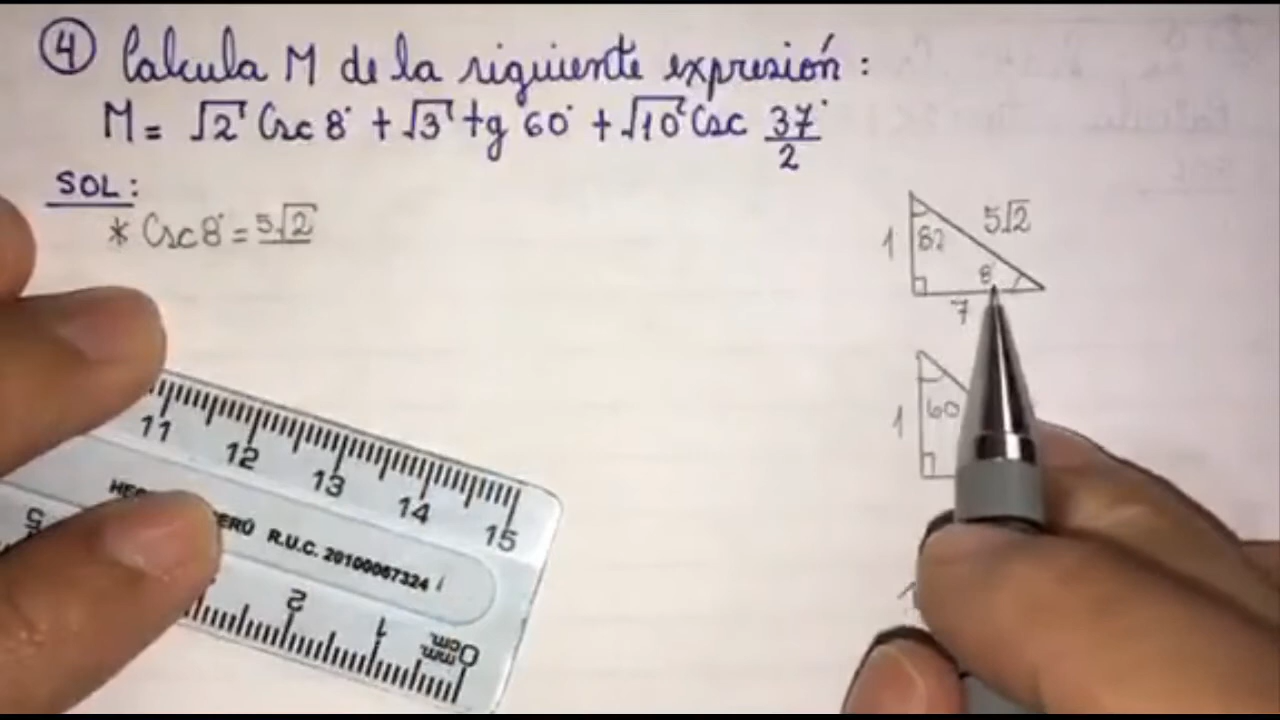 4 Calcula M de la siguiente expresión:
M = √2 Csc 8° + √3 tg 60° + √10 Csc 37°/2
SOL:
* Csc 8° = 5√2
1 82 5√2
8
7
1 60
11 12 13 14 15
ERÚ R.U.C. 20100067324
5 2 1 0cm.
mm